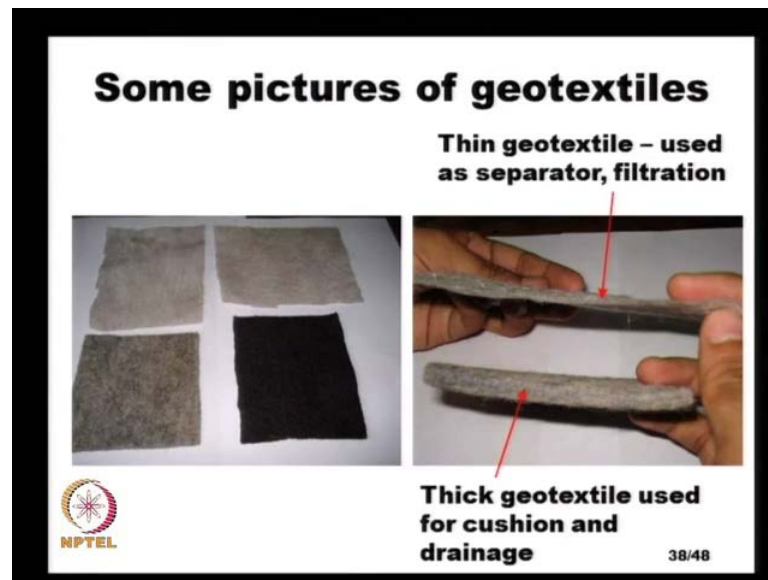 Some pictures of geotextiles
Thin geotextile – used
as separator, filtration
Thick geotextile used
for cushion and
drainage
NPTEL
38/48